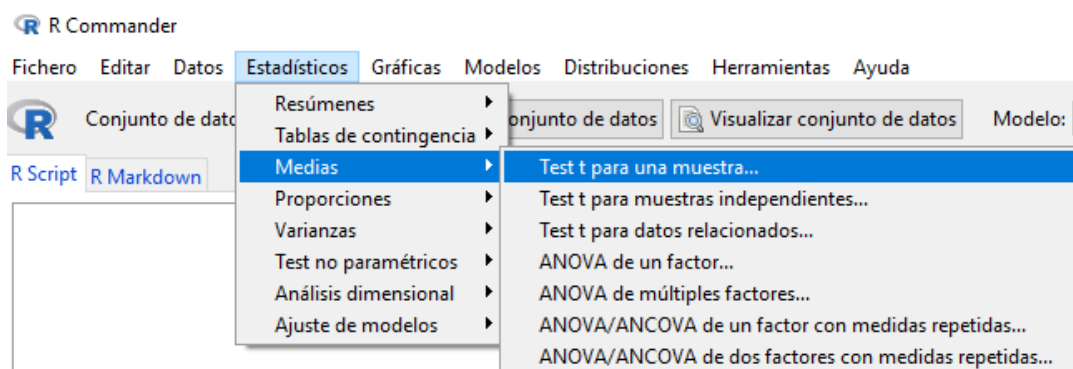 R R Commander
Fichero Editar Datos Estadísticos Gráficas Modelos Distribuciones Herramientas Ayuda
R Conjunto de datos Visualizar conjunto de datos Modelo:
R Script R Markdown
Resúmenes
Tablas de contingencia
Medias
Proporciones
Varianzas
Test no paramétricos
Análisis dimensional
Ajuste de modelos
Test t para una muestra...
Test t para muestras independientes...
Test t para datos relacionados...
ANOVA de un factor...
ANOVA de múltiples factores...
ANOVA/ANCOVA de un factor con medidas repetidas...
ANOVA/ANCOVA de dos factores con medidas repetidas...